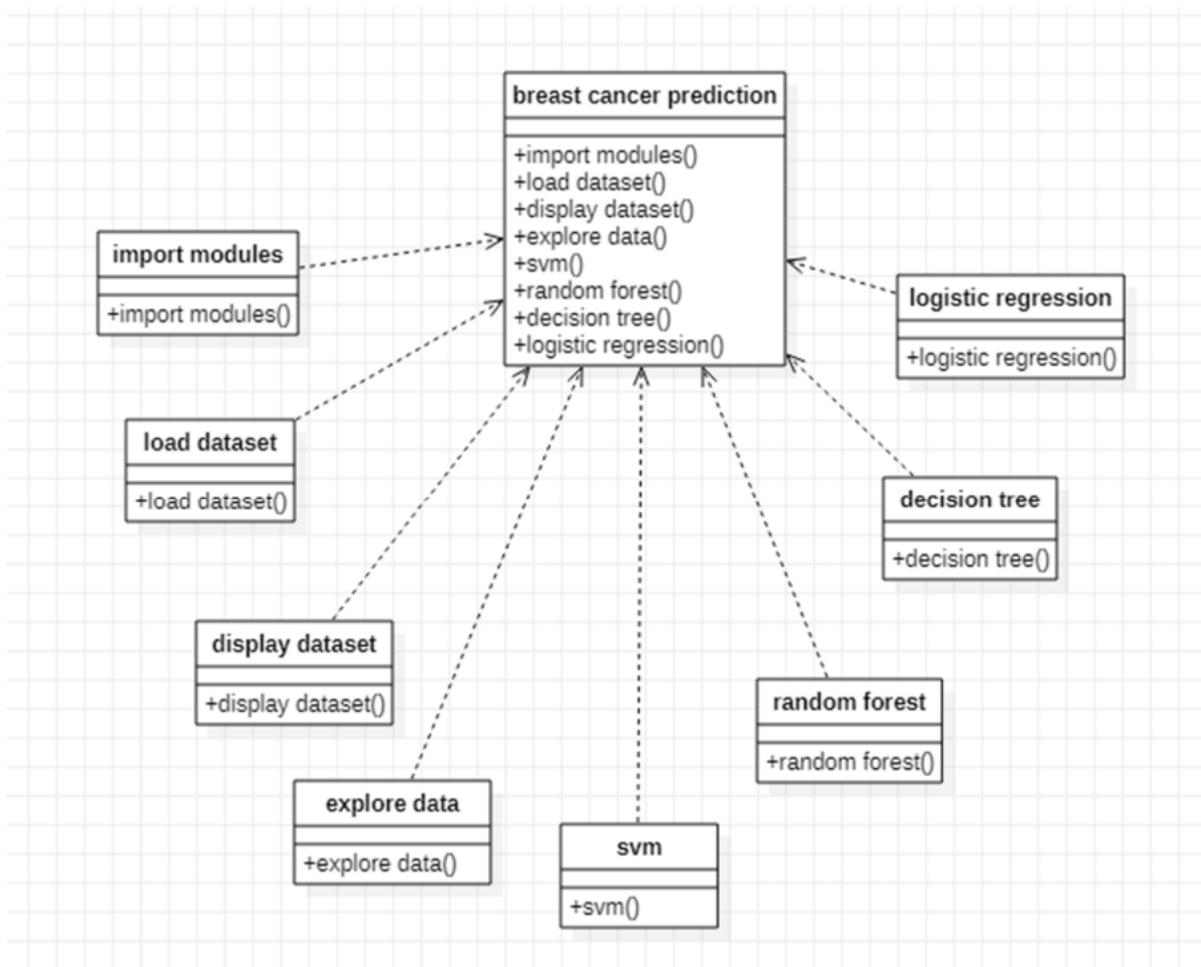 breast cancer prediction
+import modules()
+load dataset()
+display dataset()
+explore data()
+svm()
+random forest()
+decision tree()
+logistic regression()
import modules
+import modules()
logistic regression
+logistic regression()
load dataset
+load dataset()
decision tree
+decision tree()
display dataset
+display dataset()
random forest
+random forest()
explore data
+explore data()
svm
+svm()